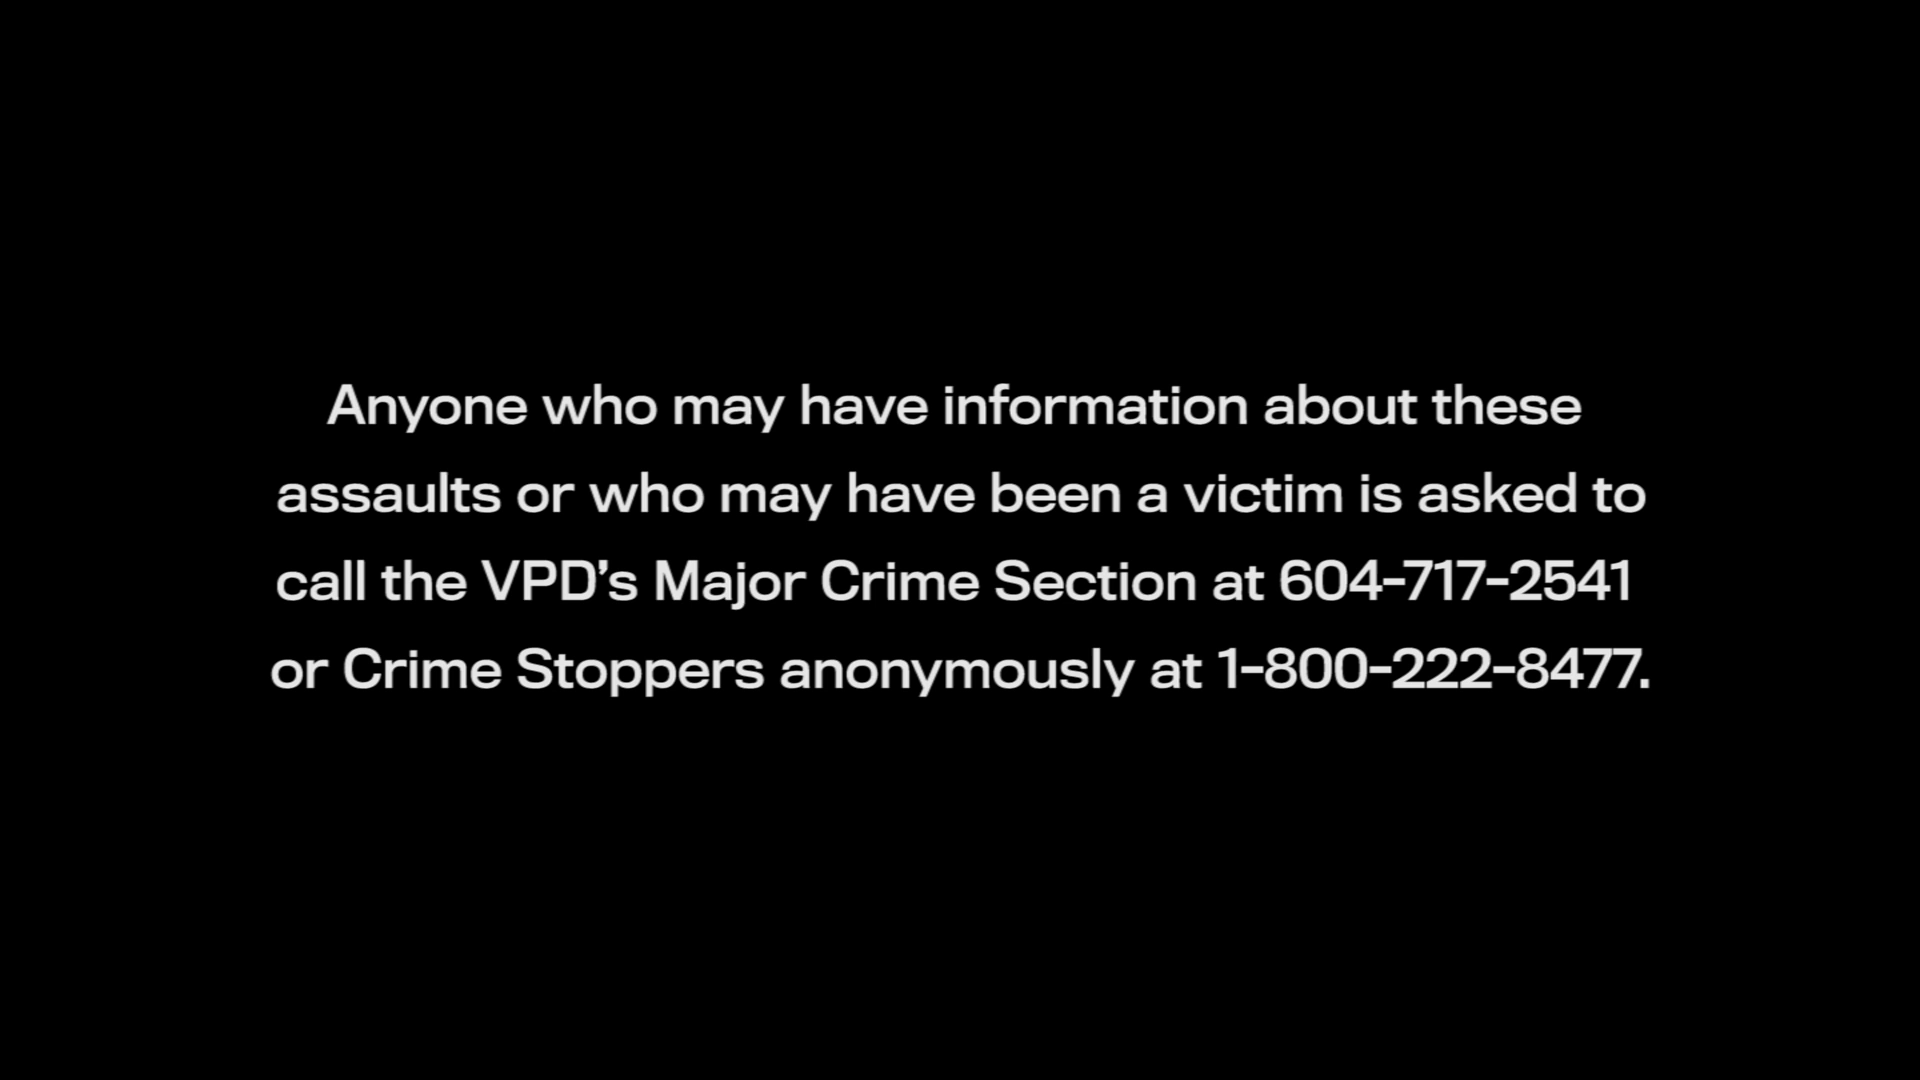 Anyone who may have information about these
assaults or who may have been a victim is asked to
call the VPD’s Major Crime Section at 604-717-2541
or Crime Stoppers anonymously at 1-800-222-8477.